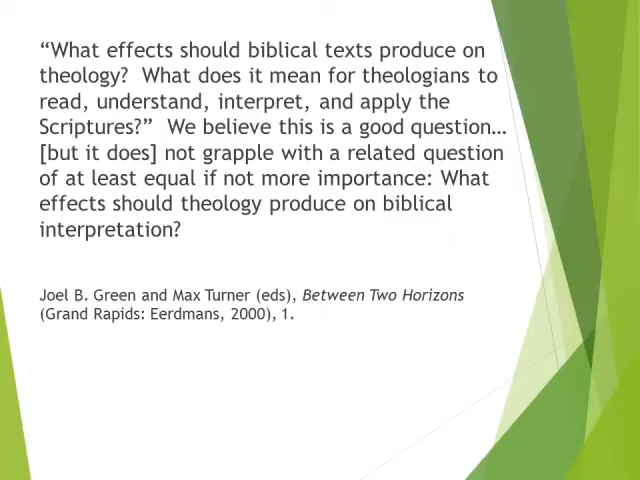 “What effects should biblical texts produce on
theology?  What does it mean for theologians to
read, understand, interpret, and apply the
Scriptures?”  We believe this is a good question…
[but it does] not grapple with a related question
of at least equal if not more importance: What
effects should theology produce on biblical
interpretation?
Joel B. Green and Max Turner (eds), Between Two Horizons
(Grand Rapids: Eerdmans, 2000), 1.